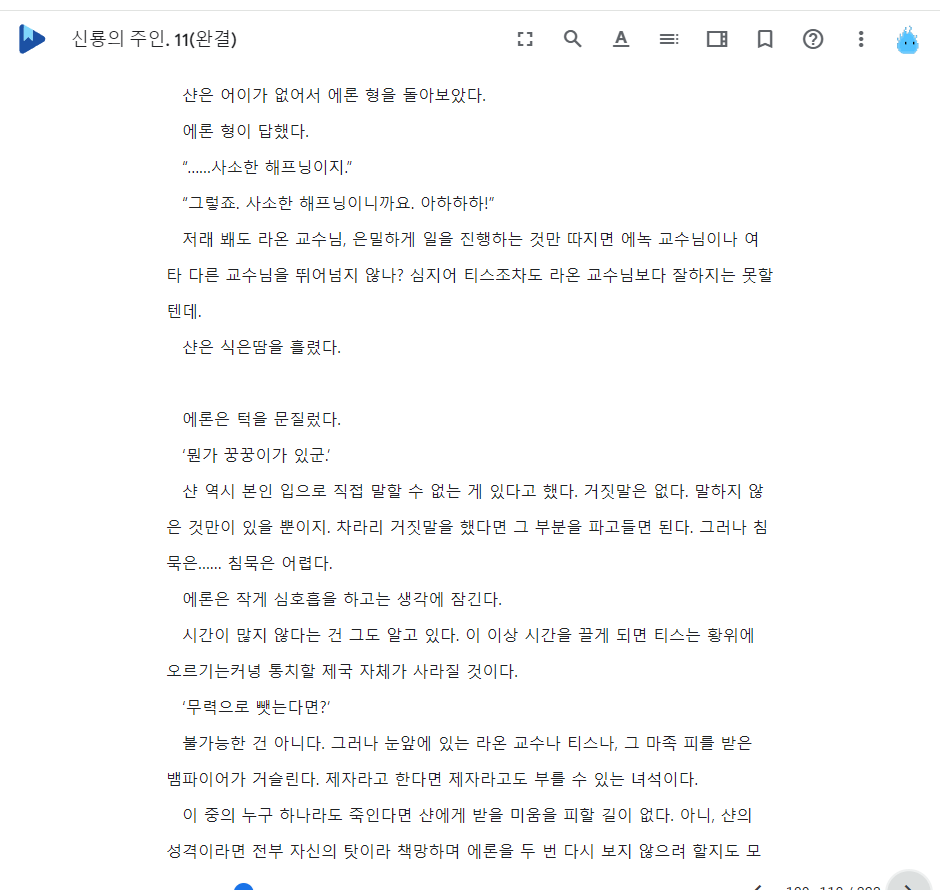 신룡의 주인. 11(완결)
샨은 어이가 없어서 에론 형을 돌아보았다.
에론 형이 답했다.
“......사소한 해프닝이지.”
“그렇죠. 사소한 해프닝이니까요. 아하하하!”
저래 봬도 라온 교수님, 은밀하게 일을 진행하는 것만 따지면 에녹 교수님이나 여
타 다른 교수님을 뛰어넘지 않나? 심지어 티스조차도 라온 교수님보다 잘하지는 못할
텐데.
샨은 식은땀을 흘렸다.
에론은 턱을 문질렀다.
‘뭔가 꿍꿍이가 있군.’
샨 역시 본인 입으로 직접 말할 수 없는 게 있다고 했다. 거짓말은 없다. 말하지 않
은 것만이 있을 뿐이지. 차라리 거짓말을 했다면 그 부분을 파고들면 된다. 그러나 침
묵은...... 침묵은 어렵다.
에론은 작게 심호흡을 하고는 생각에 잠긴다.
시간이 많지 않다는 건 그도 알고 있다. 이 이상 시간을 끌게 되면 티스는 황위에
오르기는커녕 통치할 제국 자체가 사라질 것이다.
‘무력으로 뺏는다면?’
불가능한 건 아니다. 그러나 눈앞에 있는 라온 교수나 티스나, 그 마족 피를 받은
뱀파이어가 거슬린다. 제자라고 한다면 제자라고도 부를 수 있는 녀석이다.
이 중의 누구 하나라도 죽인다면 샨에게 받을 미움을 피할 길이 없다. 아니, 샨의
성격이라면 전부 자신의 탓이라 책망하며 에론을 두 번 다시 보지 않으려 할지도 모